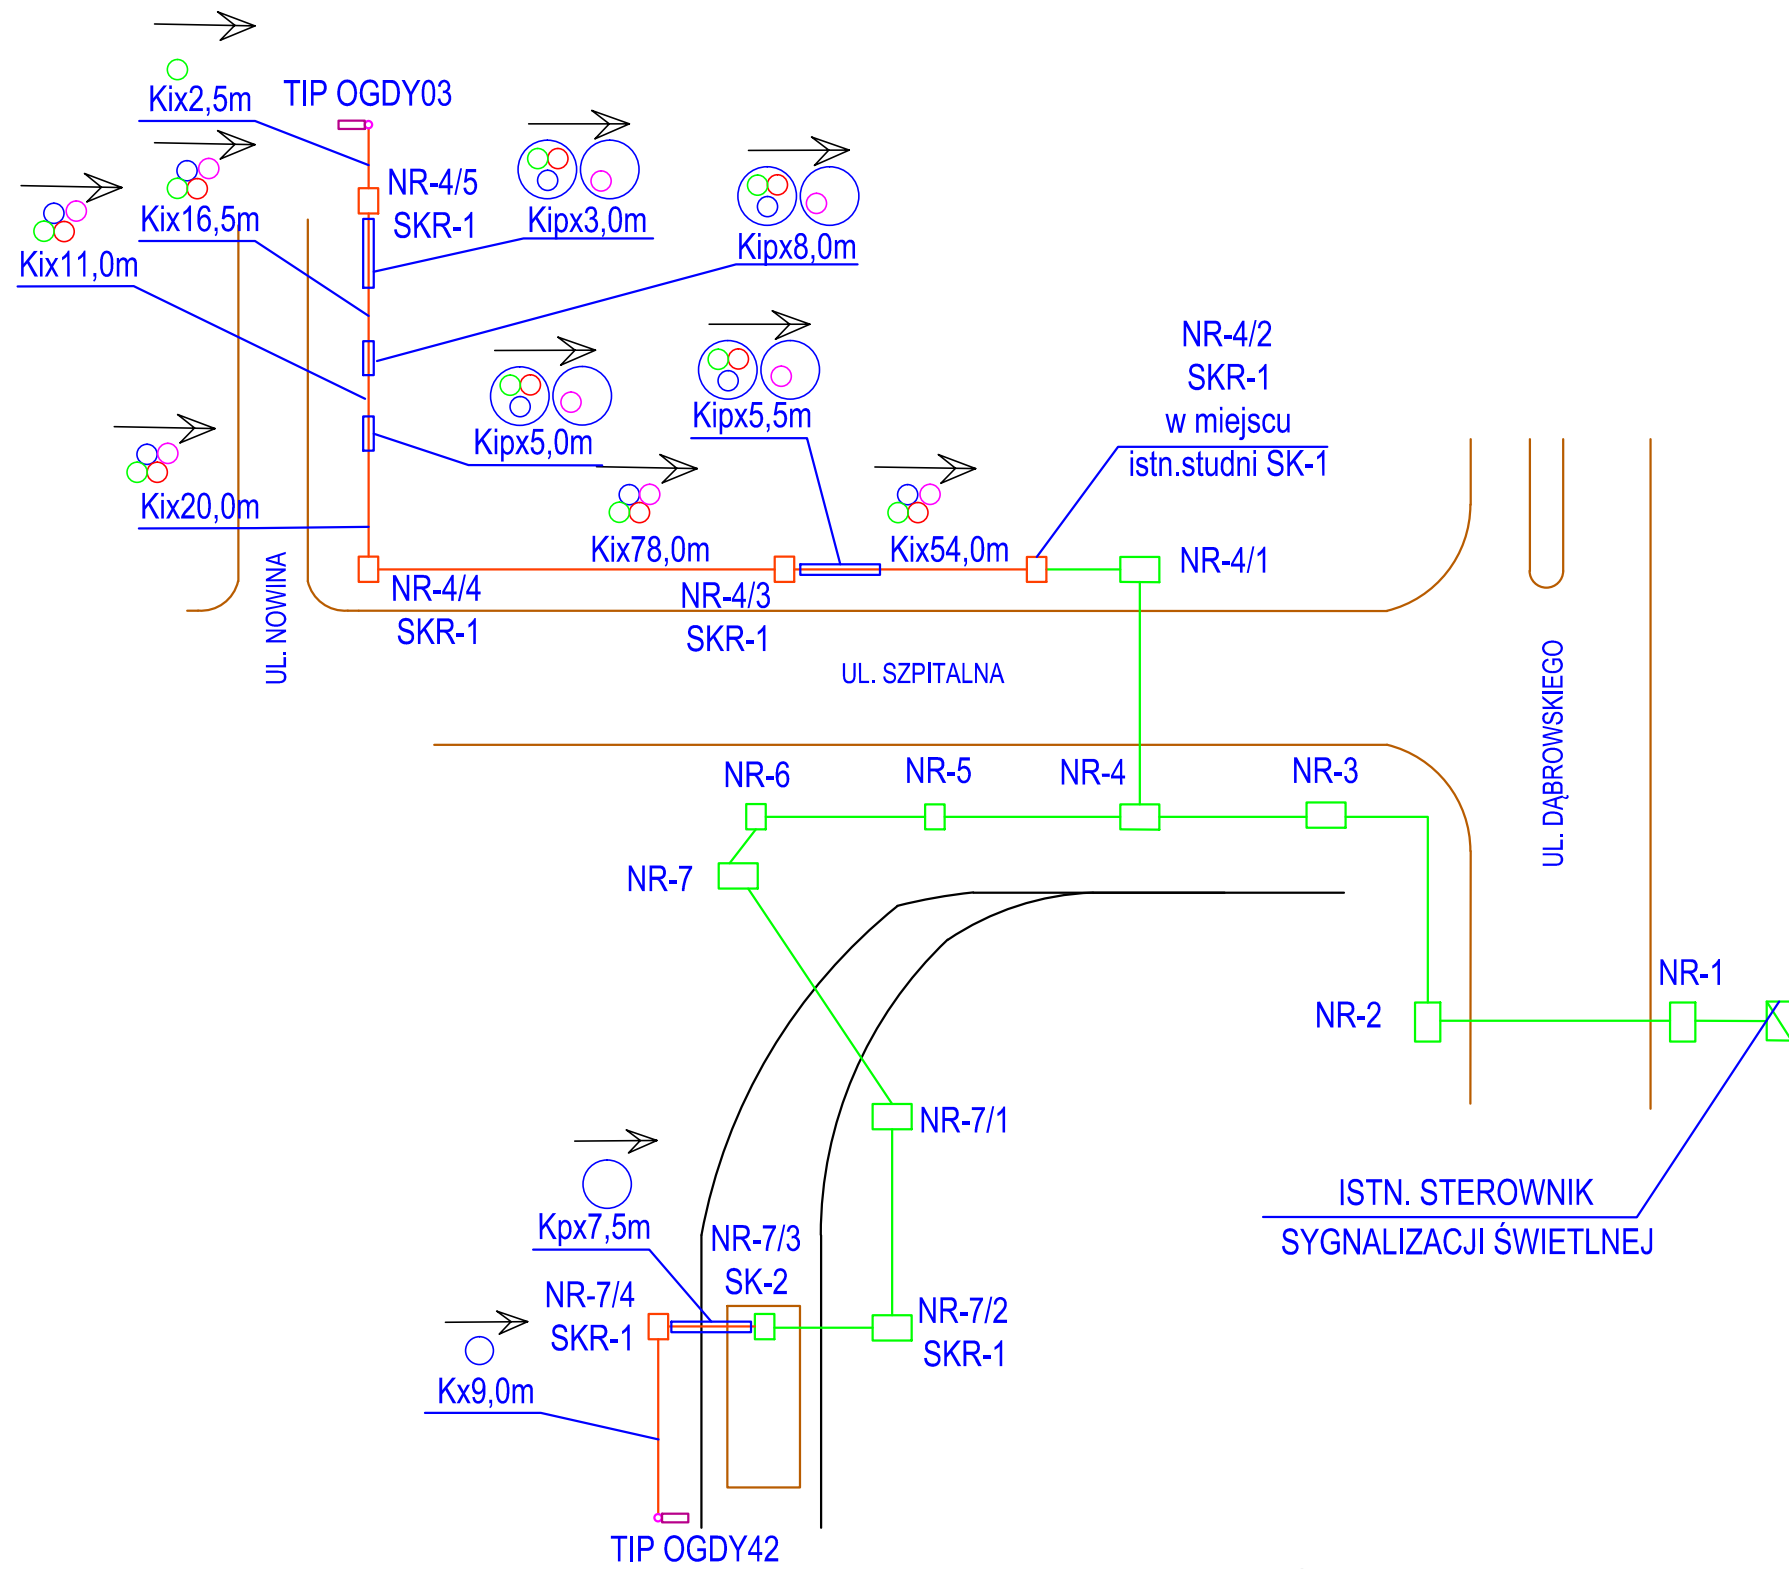 Kix2,5m
TIP OGDY03
Kix16,5m
NR-4/5
SKR-1
Kipx3,0m
Kipx8,0m
Kix11,0m
Kipx5,0m
Kipx5,5m
NR-4/2
SKR-1
w miejscu
istn.studni SK-1
Kix20,0m
Kix78,0m
Kix54,0m
NR-4/1
NR-4/4
SKR-1
NR-4/3
SKR-1
UL. NOWINA
UL. SZPITALNA
UL. DĄBROWSKIEGO
NR-6
NR-5
NR-4
NR-3
NR-7
NR-2
NR-1
NR-7/1
ISTN. STEROWNIK
SYGNALIZACJI ŚWIETLNEJ
Kpx7,5m
NR-7/3
SK-2
NR-7/4
SKR-1
NR-7/2
SKR-1
Kx9,0m
TIP OGDY42